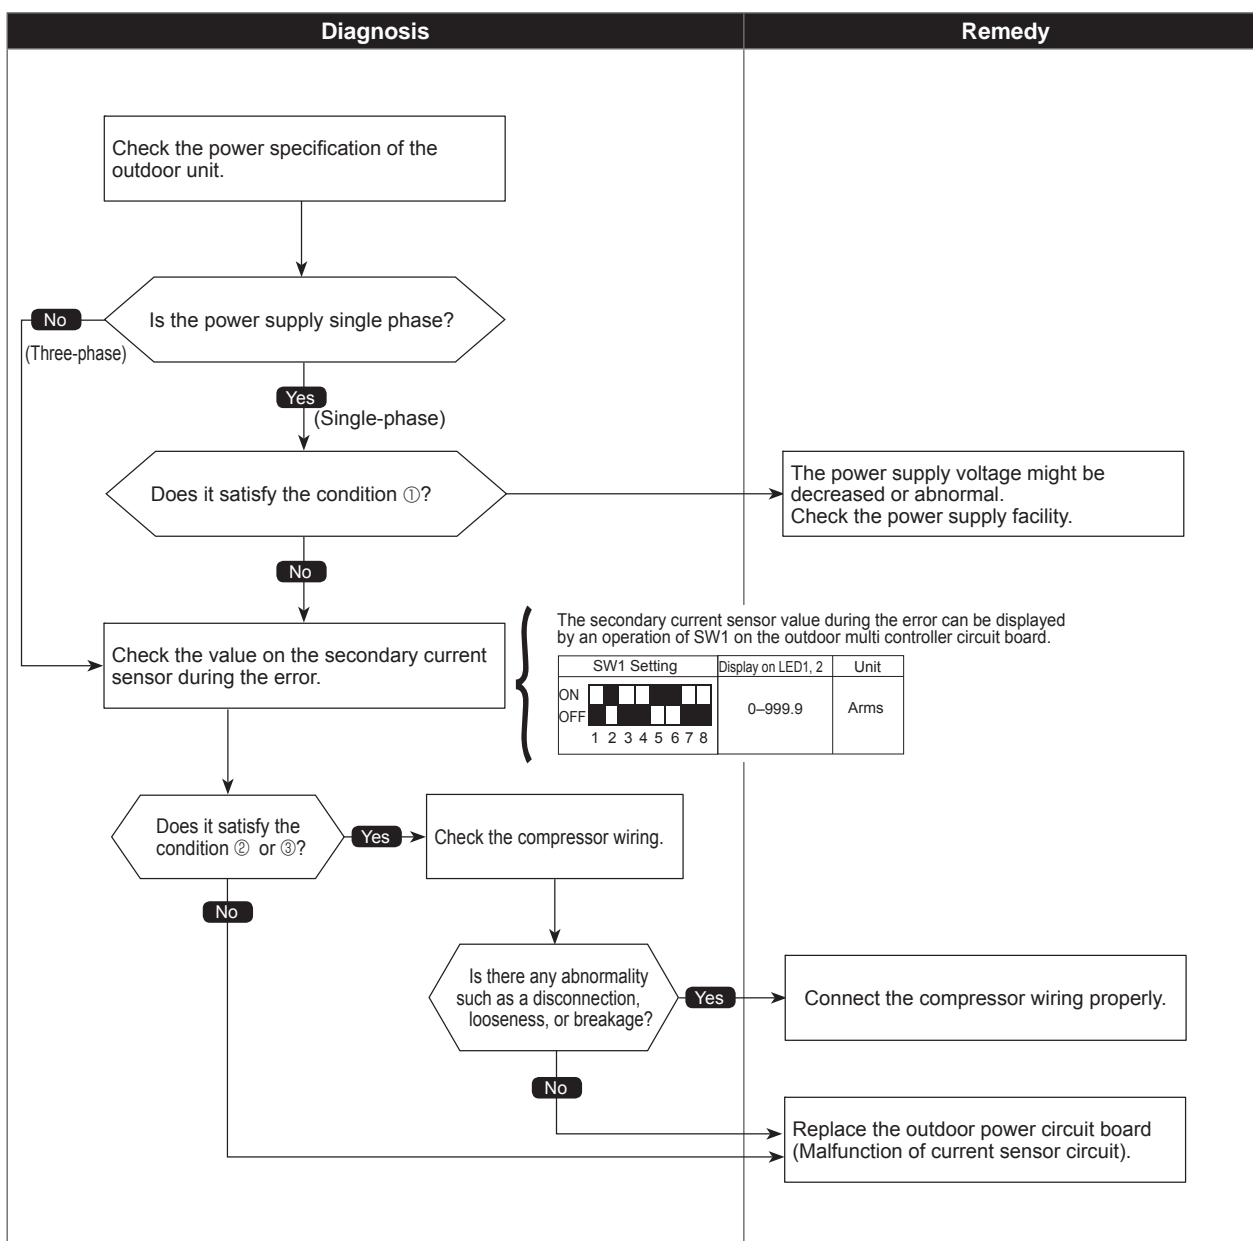 Diagnosis
Remedy
Check the power specification of the
outdoor unit.
Is the power supply single phase?
No
(Three-phase)
Yes
(Single-phase)
Does it satisfy the condition ①?
The power supply voltage might be
decreased or abnormal.
Check the power supply facility.
No
Check the value on the secondary current
sensor during the error.
The secondary current sensor value during the error can be displayed
by an operation of SW1 on the outdoor multi controller circuit board.
SW1 Setting
Display on LED1, 2
Unit
ON
OFF
1 2 3 4 5 6 7 8
0–999.9
Arms
Does it satisfy the
condition ② or ③?
Yes
Check the compressor wiring.
No
Is there any abnormality
such as a disconnection,
looseness, or breakage?
Yes
Connect the compressor wiring properly.
No
Replace the outdoor power circuit board
(Malfunction of current sensor circuit).